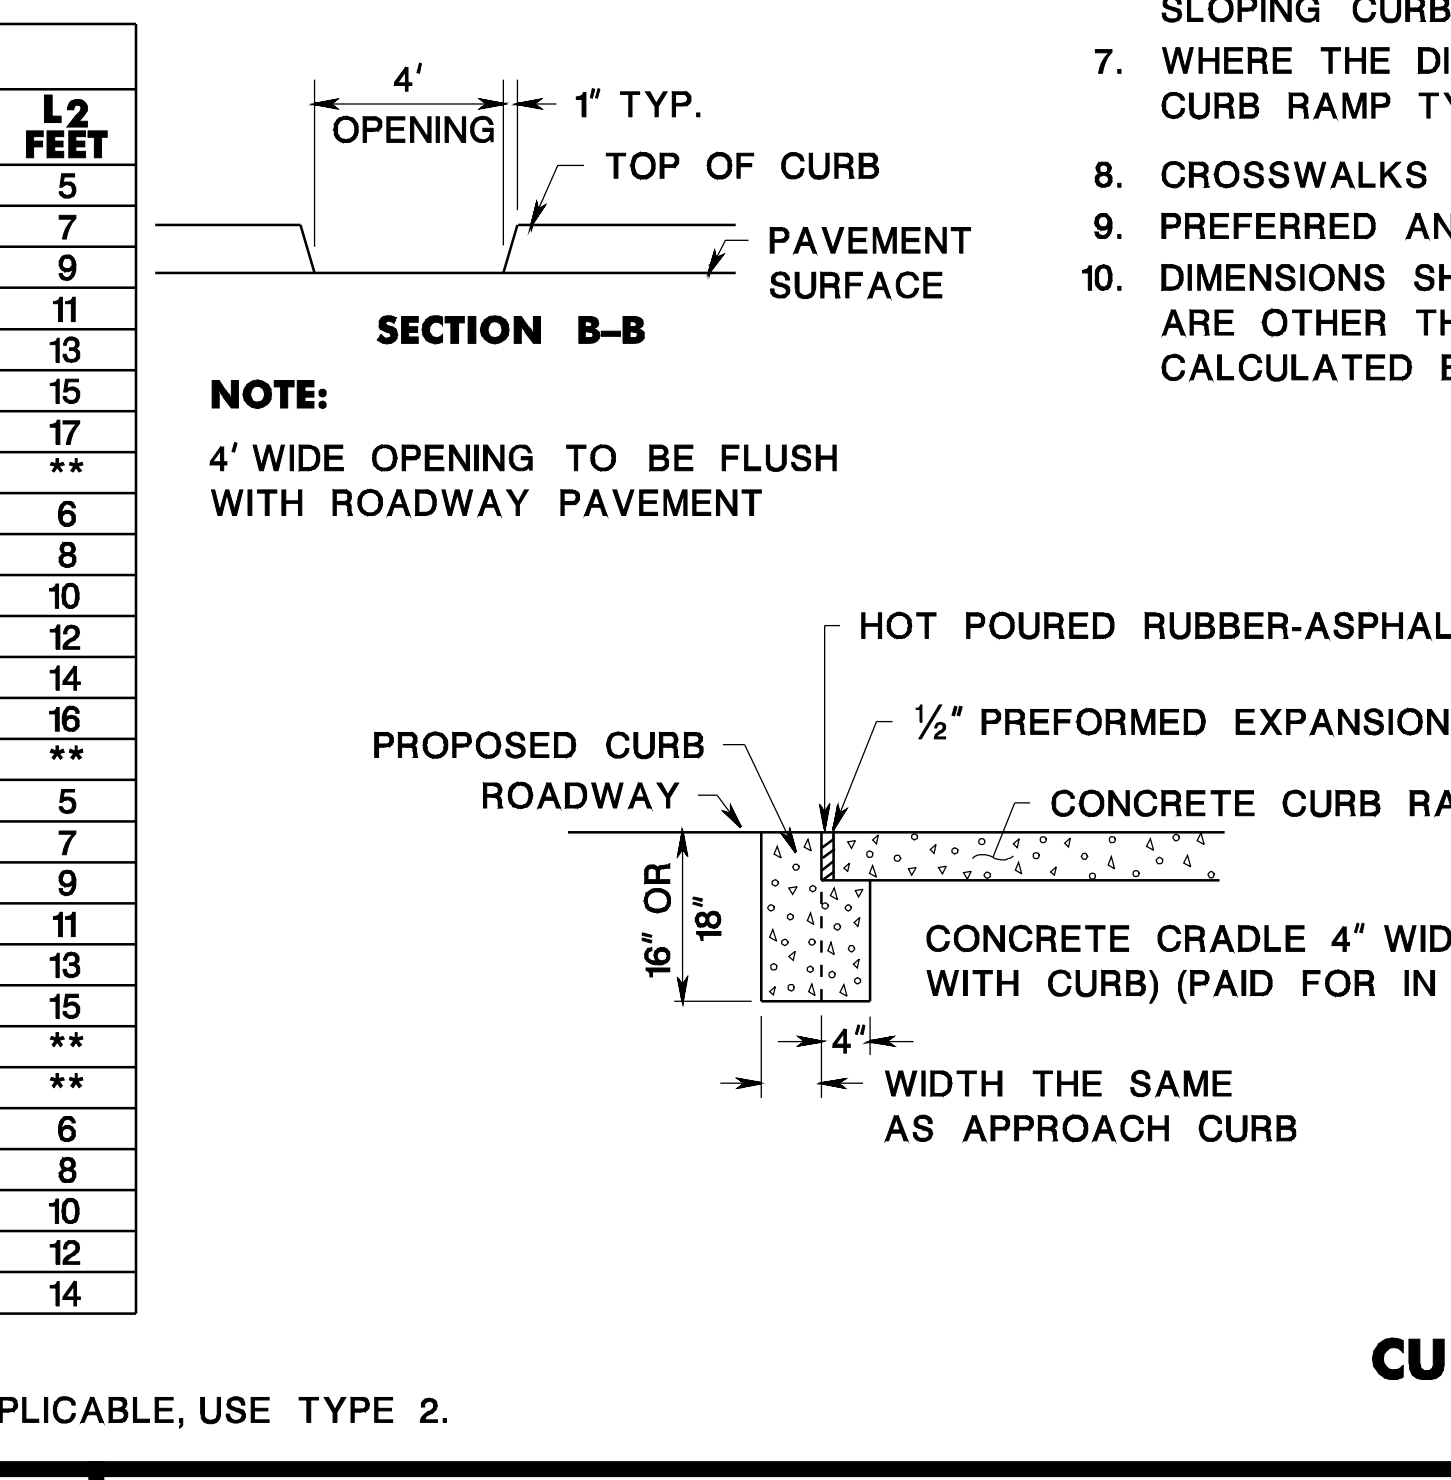 L2
FEET
5
7
9
11
13
15
17
**
6
8
10
12
14
16
**
5
7
9
11
13
15
**
**
6
8
10
12
14
PLICABLE, USE TYPE 2.
4'
OPENING
1" TYP.
TOP OF CURB
PAVEMENT
SURFACE
SECTION B–B
NOTE:
4' WIDE OPENING TO BE FLUSH
WITH ROADWAY PAVEMENT
SLOPING CURB
7. WHERE THE DI
CURB RAMP TY
8. CROSSWALKS
9. PREFERRED AN
10. DIMENSIONS SH
ARE OTHER TH
CALCULATED
HOT POURED RUBBER-ASPHAL
½" PREFORMED EXPANSION
PROPOSED CURB
ROADWAY
CONCRETE CURB RA
16" OR
18"
CONCRETE CRADLE 4" WID
WITH CURB) (PAID FOR IN
4"
WIDTH THE SAME
AS APPROACH CURB
CU